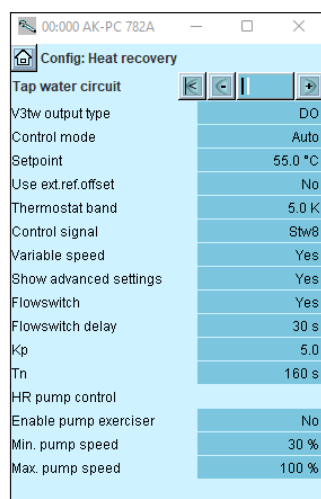 00:000 AK-PC 782A
Config: Heat recovery
Tap water circuit
V3tw output type DO
Control mode Auto
Setpoint 55.0 °C
Use ext.ref.offset No
Thermostat band 5.0 K
Control signal Stw8
Variable speed Yes
Show advanced settings Yes
Flowswitch Yes
Flowswitch delay 30 s
Kp 5.0
Tn 160 s
HR pump control
Enable pump exerciser No
Min. pump speed 30 %
Max. pump speed 100 %